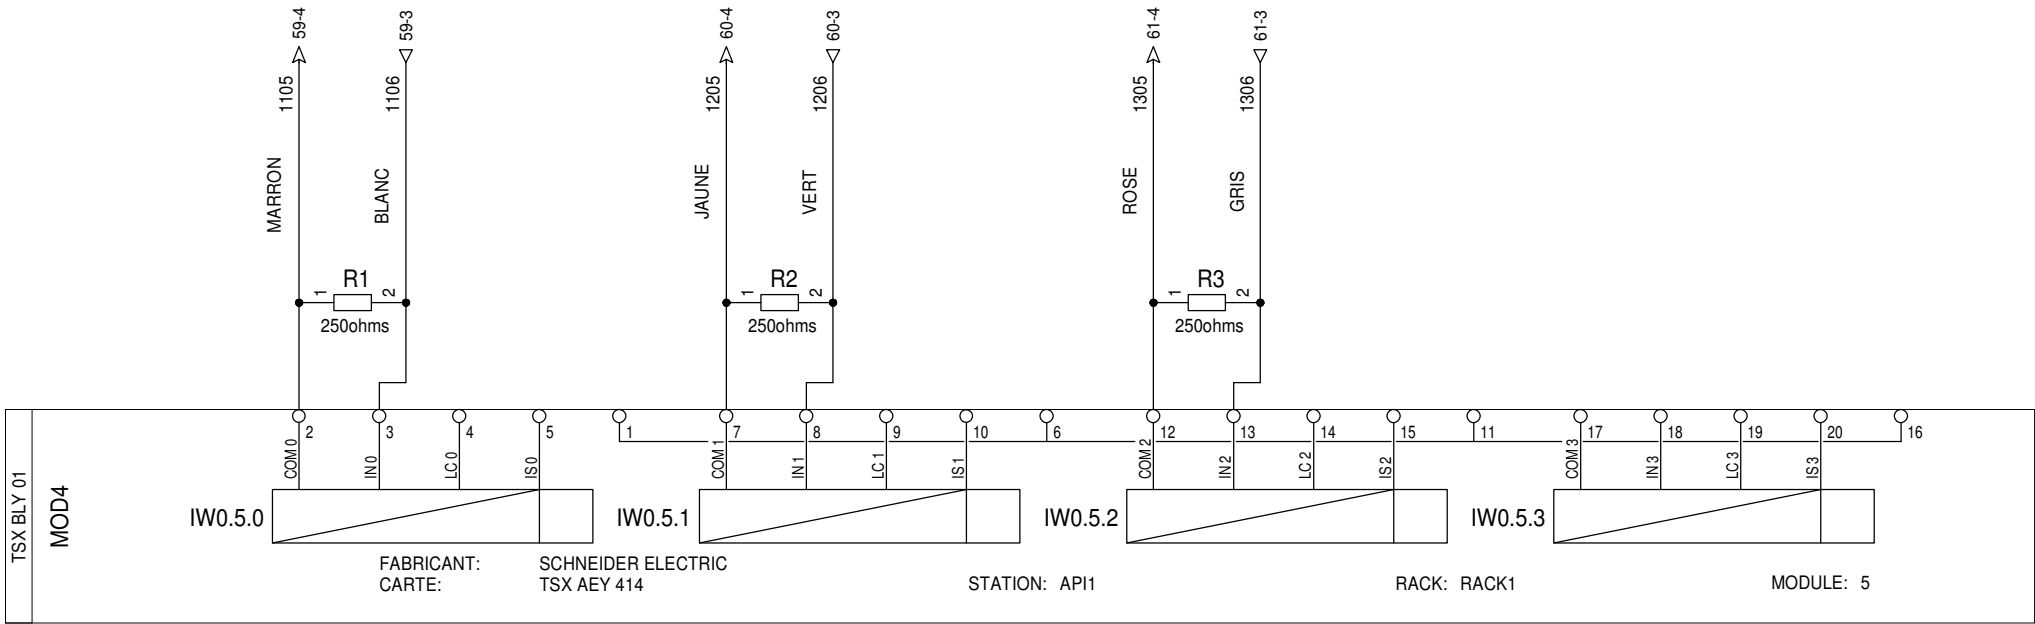 59-4 59-3 60-4 60-3 61-4 61-3
1105 1106 1205 1206 1305 1306
MARRON BLANC JAUNE VERT ROSE GRIS
R1 R2 R3
1 2 1 2 1 2
250ohms 250ohms 250ohms
2 3 4 5 1 7 8 9 10 6 12 13 14 15 11 17 18 19 20 16
COM 0 IN 0 LC 0 IS 0 COM 1 IN 1 LC 1 IS 1 COM 2 IN 2 LC 2 IS 2 COM 3 IN 3 LC 3 IS 3
TSX BLY 01
MOD4
IW0.5.0 IW0.5.1 IW0.5.2 IW0.5.3
FABRICANT: SCHNEIDER ELECTRIC
CARTE: TSX AEY 414 STATION: API1 RACK: RACK1 MODULE: 5